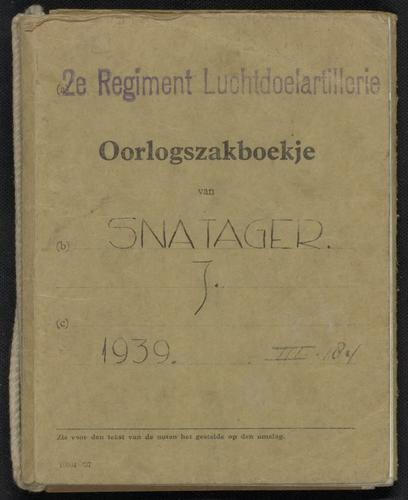 (a) 2e Regiment Luchtdoelartillerie
Oorlogszakboekje
van
(b) SNATAGER.
J.
(c)
1939. III-184
Zie voor den tekst van de noten het gestelde op den omslag.